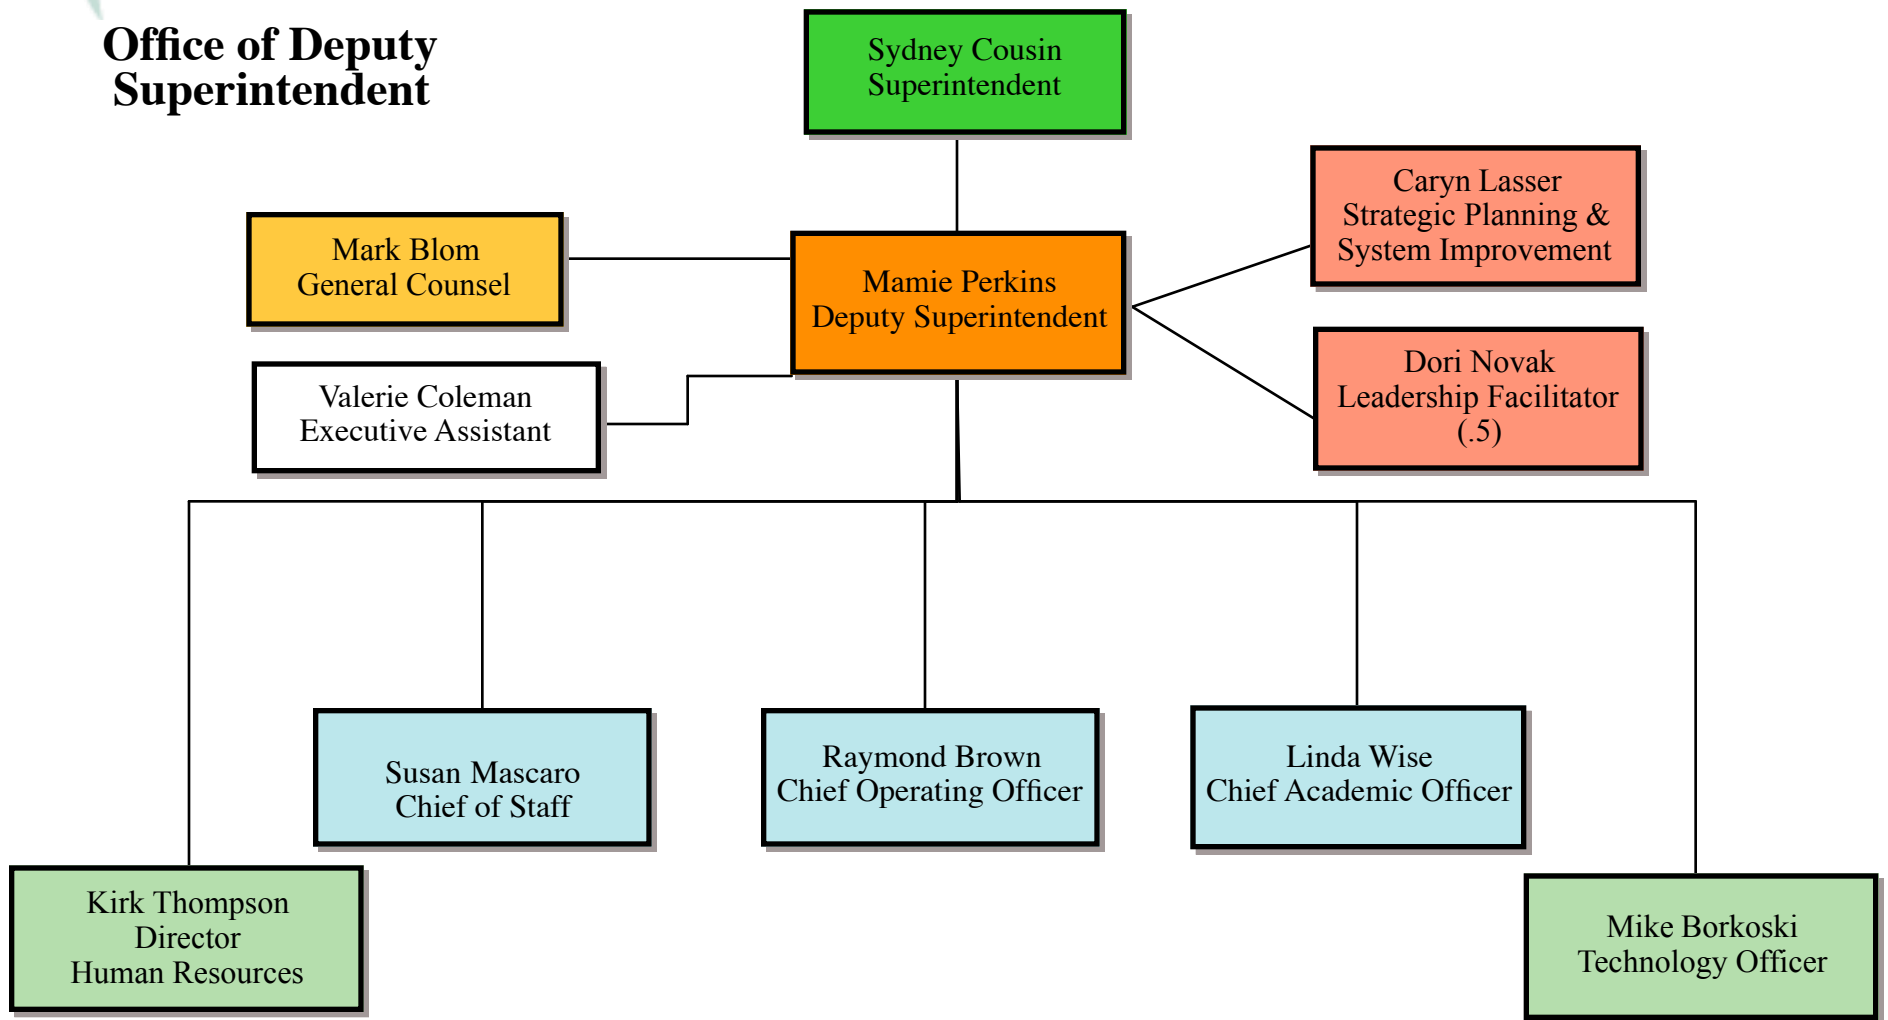 Office of Deputy
Superintendent
Sydney Cousin
Superintendent
Caryn Lasser
Strategic Planning &
System Improvement
Mark Blom
General Counsel
Mamie Perkins
Deputy Superintendent
Dori Novak
Leadership Facilitator
(.5)
Valerie Coleman
Executive Assistant
Susan Mascaro
Chief of Staff
Raymond Brown
Chief Operating Officer
Linda Wise
Chief Academic Officer
Kirk Thompson
Director
Human Resources
Mike Borkoski
Technology Officer